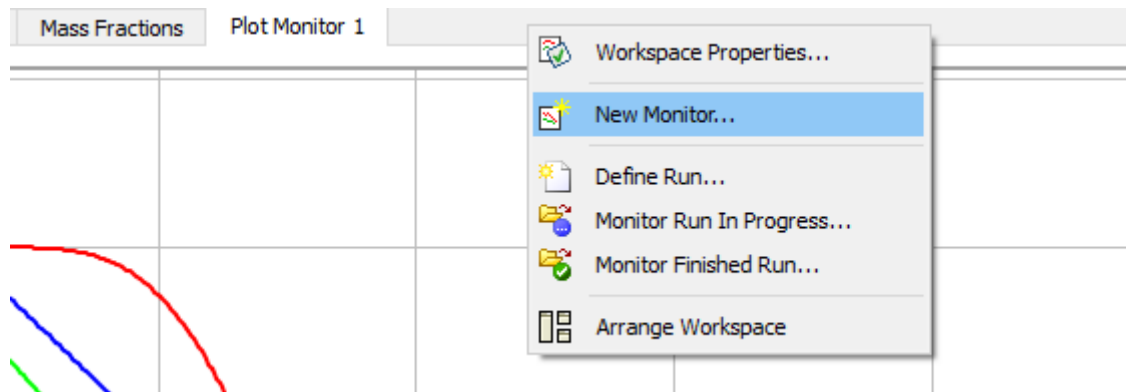 Mass Fractions
Plot Monitor 1
Workspace Properties...
New Monitor...
Define Run...
Monitor Run In Progress...
Monitor Finished Run...
Arrange Workspace